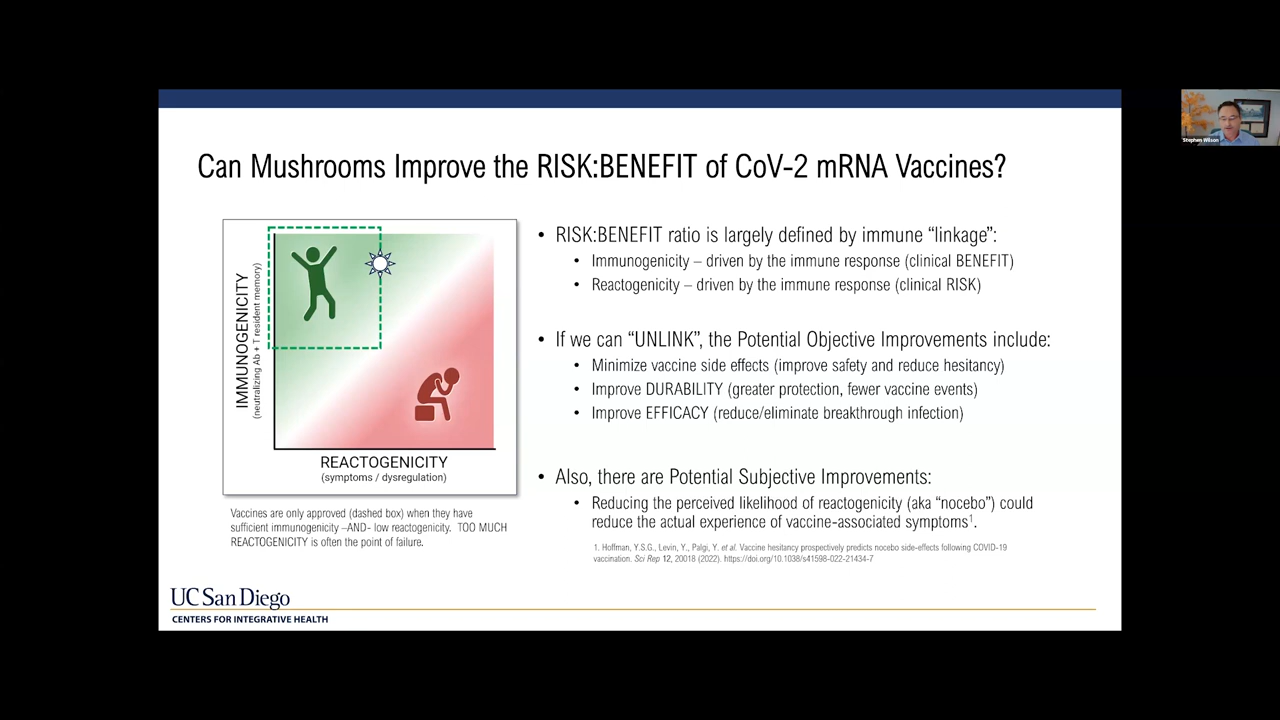 Can Mushrooms Improve the RISK:BENEFIT of CoV-2 mRNA Vaccines?
IMMUNOGENICITY
(neutralizing Ab + T resident memory)
REACTOGENICITY
(symptoms / dysregulation)
Vaccines are only approved (dashed box) when they have
sufficient immunogenicity –AND- low reactogenicity. TOO MUCH
REACTOGENICITY is often the point of failure.
• RISK:BENEFIT ratio is largely defined by immune “linkage”:
• Immunogenicity – driven by the immune response (clinical BENEFIT)
• Reactogenicity – driven by the immune response (clinical RISK)
• If we can “UNLINK”, the Potential Objective Improvements include:
• Minimize vaccine side effects (improve safety and reduce hesitancy)
• Improve DURABILITY (greater protection, fewer vaccine events)
• Improve EFFICACY (reduce/eliminate breakthrough infection)
• Also, there are Potential Subjective Improvements:
• Reducing the perceived likelihood of reactogenicity (aka “nocebo”) could
reduce the actual experience of vaccine-associated symptoms1.
1. Hoffman, Y.S.G., Levin, Y., Palgi, Y. et al. Vaccine hesitancy prospectively predicts nocebo side-effects following COVID-19
vaccination. Sci Rep 12, 20018 (2022). https://doi.org/10.1038/s41598-022-21434-7
UC San Diego
CENTERS FOR INTEGRATIVE HEALTH
Stephen Wilson